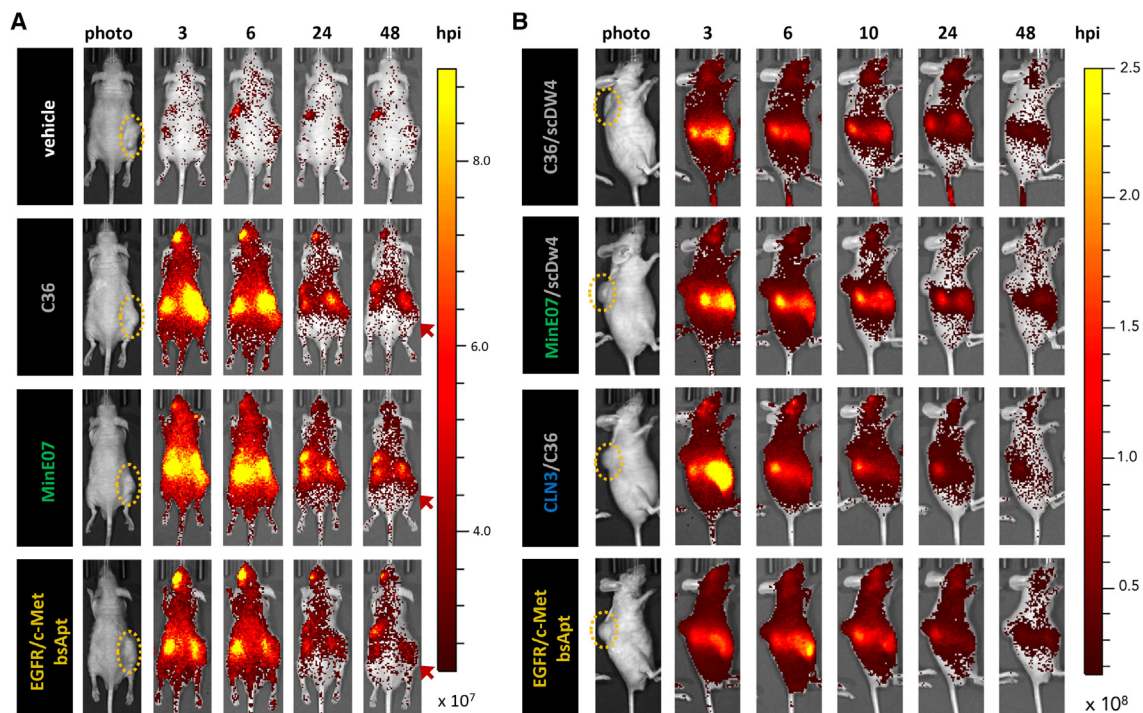 A
photo 3 6 24 48 hpi
vehicle
C36
MinE07
EGFR/c-Met
bsApt
8.0
6.0
4.0
x 10⁷
B
photo 3 6 10 24 48
C36/scDW4
MinE07/scDw4
CLN3/C36
EGFR/c-Met
bsApt
2.5
2.0
1.5
1.0
0.5
x 10⁸